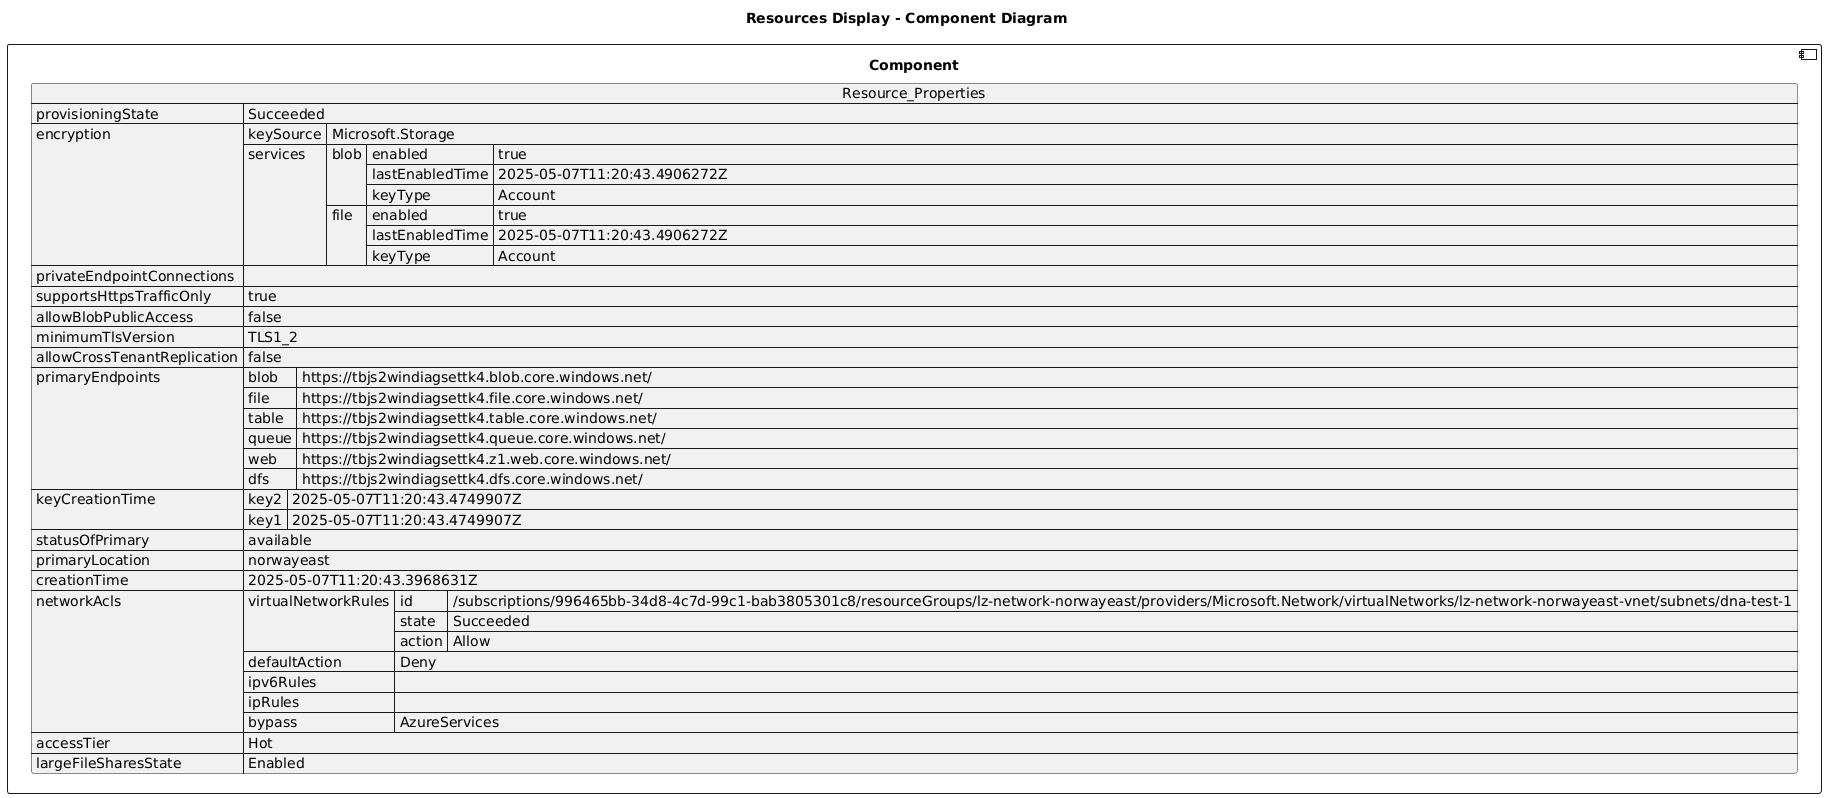 Resources Display - Component Diagram
Component
Resource_Properties
provisioningState Succeeded
encryption keySource Microsoft.Storage
services blob enabled true
lastEnabledTime 2025-05-07T11:20:43.4906272Z
keyType Account
file enabled true
lastEnabledTime 2025-05-07T11:20:43.4906272Z
keyType Account
privateEndpointConnections
supportsHttpsTrafficOnly true
allowBlobPublicAccess false
minimumTlsVersion TLS1_2
allowCrossTenantReplication false
primaryEndpoints blob https://tbjs2windiagsettk4.blob.core.windows.net/
file https://tbjs2windiagsettk4.file.core.windows.net/
table https://tbjs2windiagsettk4.table.core.windows.net/
queue https://tbjs2windiagsettk4.queue.core.windows.net/
web https://tbjs2windiagsettk4.z1.web.core.windows.net/
dfs https://tbjs2windiagsettk4.dfs.core.windows.net/
keyCreationTime key2 2025-05-07T11:20:43.4749907Z
key1 2025-05-07T11:20:43.4749907Z
statusOfPrimary available
primaryLocation norwayeast
creationTime 2025-05-07T11:20:43.3968631Z
networkAcls virtualNetworkRules id /subscriptions/996465bb-34d8-4c7d-99c1-bab3805301c8/resourceGroups/lz-network-norwayeast/providers/Microsoft.Network/virtualNetworks/lz-network-norwayeast-vnet/subnets/dna-test-1
state Succeeded
action Allow
defaultAction Deny
ipv6Rules
ipRules
bypass AzureServices
accessTier Hot
largeFileSharesState Enabled